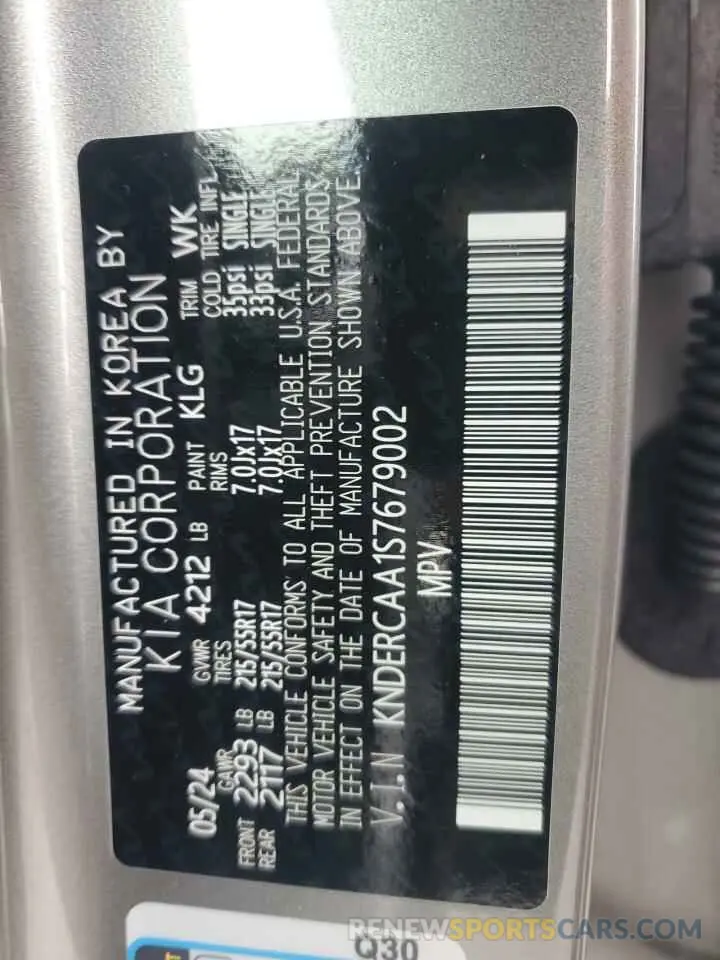 MANUFACTURED IN KOREA BY
KIA CORPORATION
05/24 GVWR 4212 LB PAINT KLG TRIM WK
GAWR TIRES RIMS COLD TIRE INFL
FRONT 2293 LB 215/55R17 7.0Jx17 35psi SINGLE
REAR 2117 LB 215/55R17 7.0Jx17 33psi SINGLE
THIS VEHICLE CONFORMS TO ALL APPLICABLE U.S.A. FEDERAL
MOTOR VEHICLE SAFETY AND THEFT PREVENTION STANDARDS
IN EFFECT ON THE DATE OF MANUFACTURE SHOWN ABOVE.
V.I.N KNDERCAA1S7679002
MPV
Q30
RENEWSPORTSCARS.COM